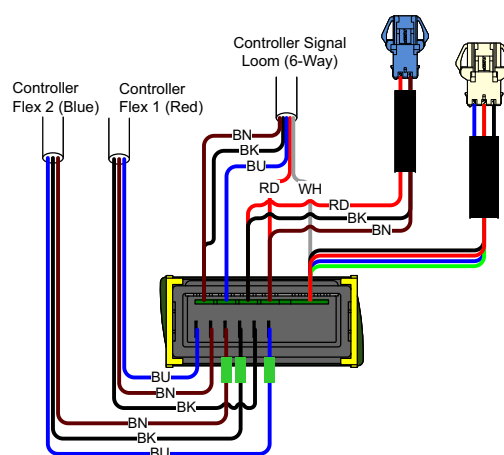 Controller Signal
Loom (6-Way)
Controller
Flex 2 (Blue)
Controller
Flex 1 (Red)
BN
BK
BU
RD
WH
RD
BK
BN
BU
BN
BK
BN
BK
BU